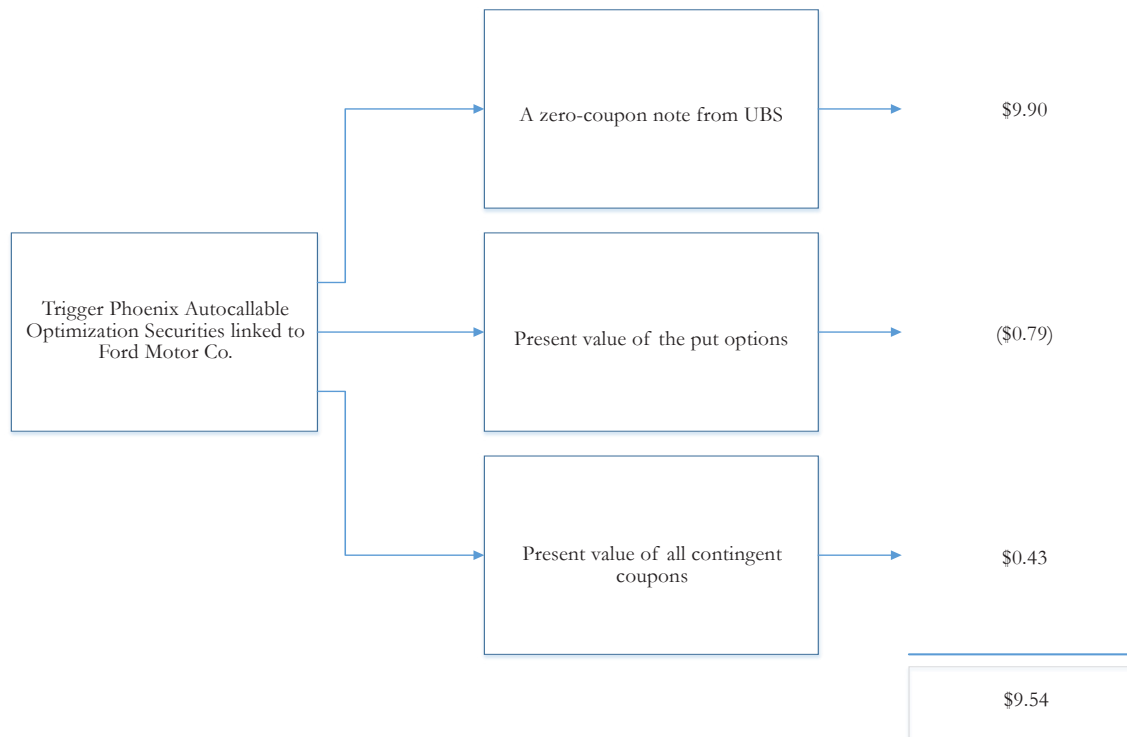 A zero-coupon note from UBS
$9.90
Trigger Phoenix Autocallable
Optimization Securities linked to
Ford Motor Co.
Present value of the put options
($0.79)
Present value of all contingent
coupons
$0.43
$9.54